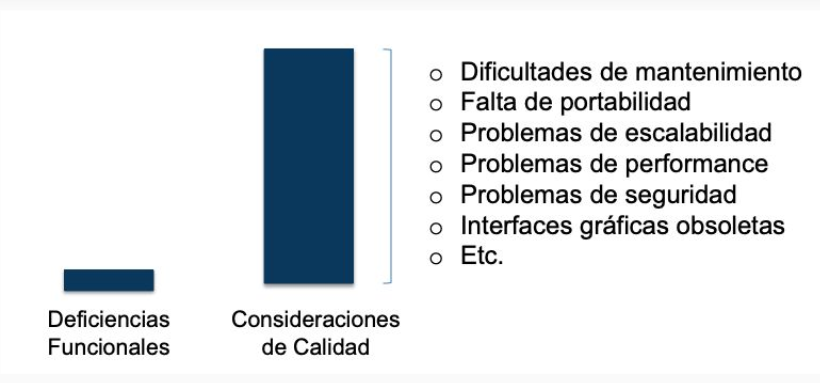 Dificultades de mantenimiento
Falta de portabilidad
Problemas de escalabilidad
Problemas de performance
Problemas de seguridad
Interfaces gráficas obsoletas
Etc.
Deficiencias
Funcionales
Consideraciones
de Calidad